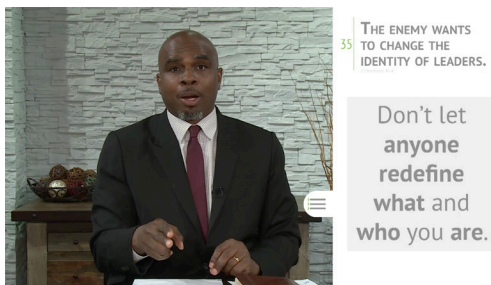 35
THE ENEMY WANTS
TO CHANGE THE
IDENTITY OF LEADERS.
Don't let
anyone
redefine
what and
who you are.